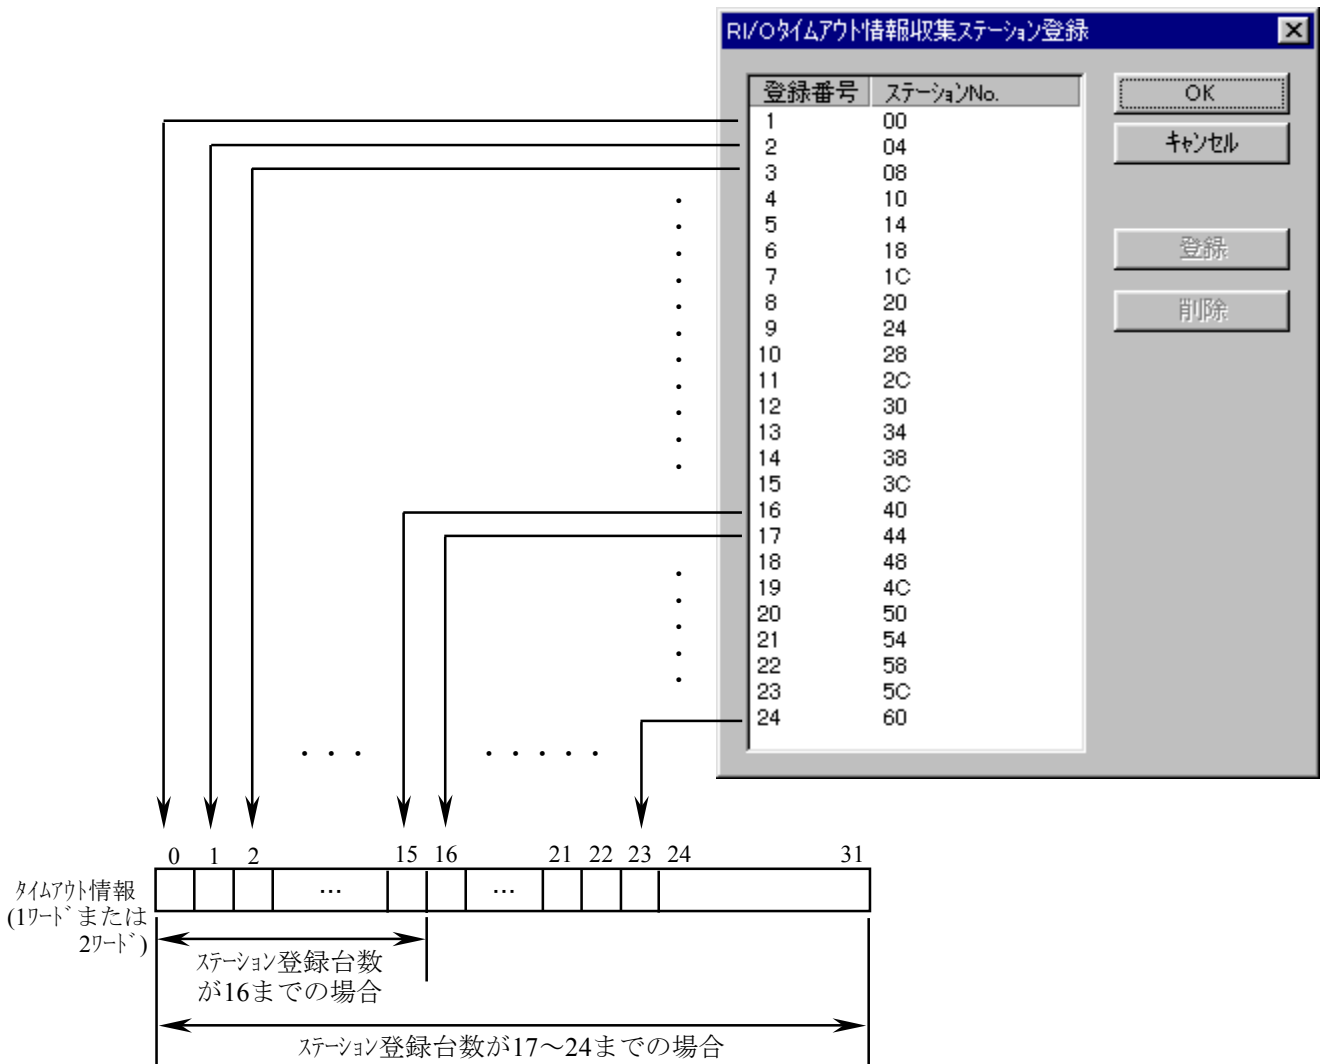 RI/Oﾀｲﾑｱｳﾄ情報収集ｽﾃｰｼｮﾝ登録
登録番号 ｽﾃｰｼｮﾝNo.
1 00
2 04
3 08
4 10
5 14
6 18
7 1C
8 20
9 24
10 28
11 2C
12 30
13 34
14 38
15 3C
16 40
17 44
18 48
19 4C
20 50
21 54
22 58
23 5C
24 60
OK
ｷｬﾝｾﾙ
登録
削除
0 1 2 15 16 21 22 23 24 31
… …
ﾀｲﾑｱｳﾄ情報
(1ﾜｰﾄﾞまたは
2ﾜｰﾄﾞ)
ｽﾃｰｼｮﾝ登録台数
が16までの場合
ｽﾃｰｼｮﾝ登録台数が17～24までの場合